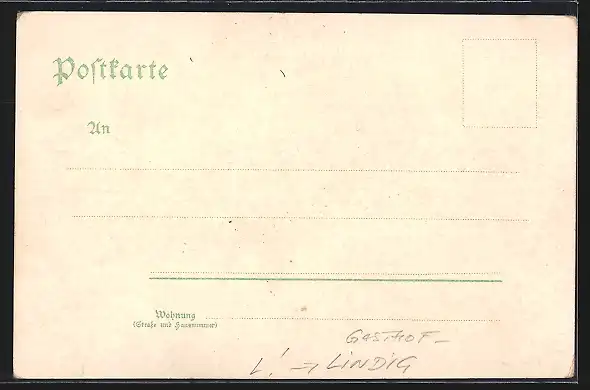 Postkarte
An
Wohnung
(Straße und Hausnummer)
GASTHOF –
L! → LINDIG